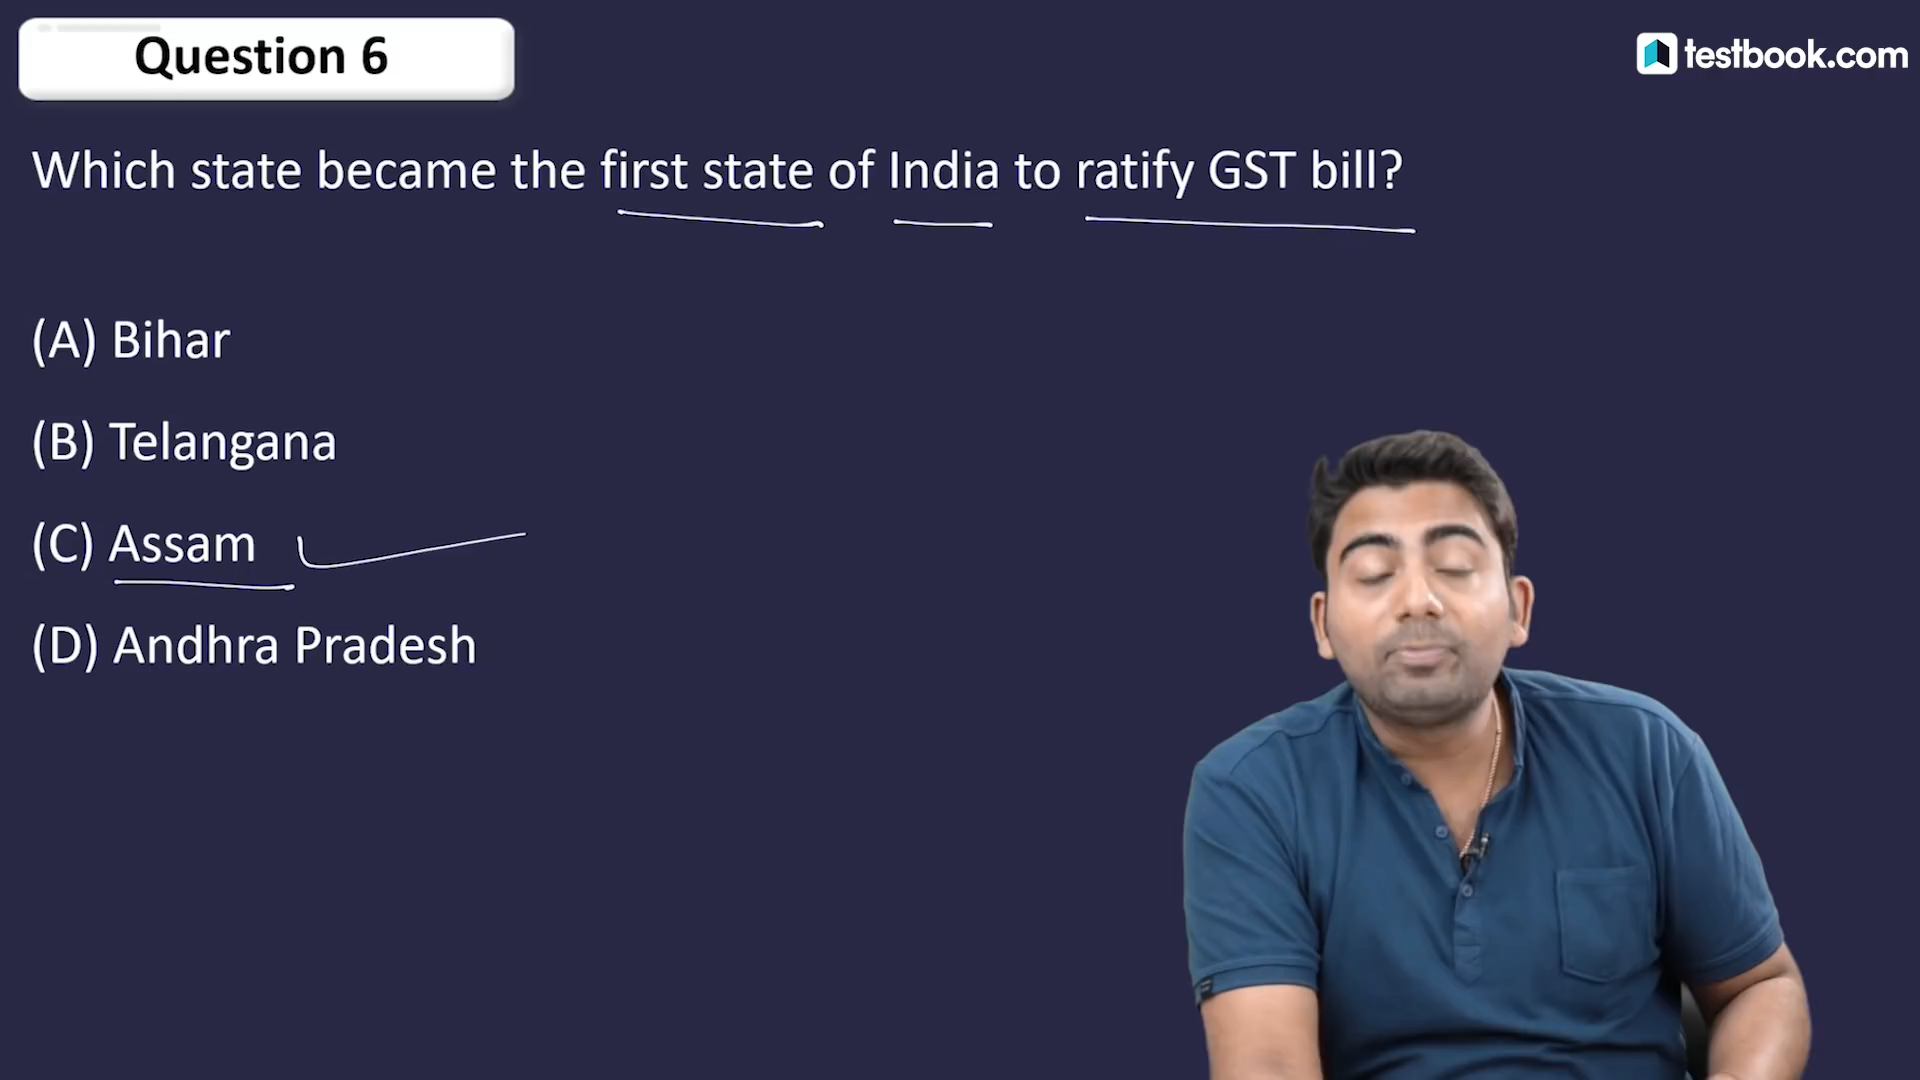 Question 6
testbook.com
Which state became the first state of India to ratify GST bill?
(A) Bihar
(B) Telangana
(C) Assam
(D) Andhra Pradesh